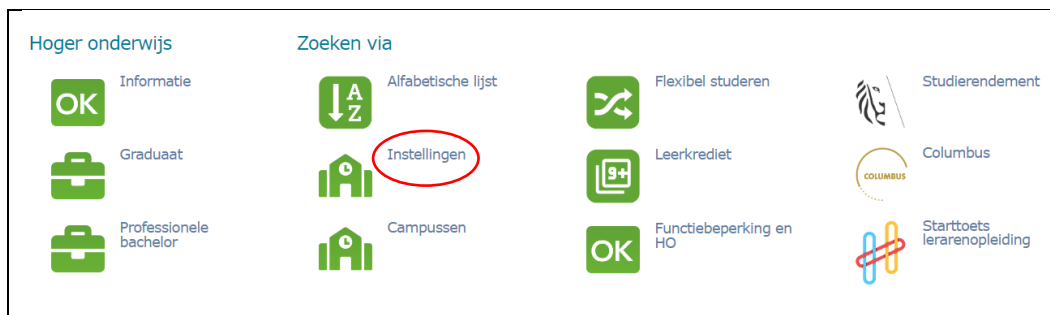 Hoger onderwijs
Zoeken via
OK
Informatie
A
Z
Alfabetische lijst
Flexibel studeren
Studierendement
Graduaat
Instellingen
9+
Leerkrediet
COLUMBUS
Columbus
Professionele
bachelor
Campussen
OK
Functiebeperking en
HO
Starttoets
lerarenopleiding